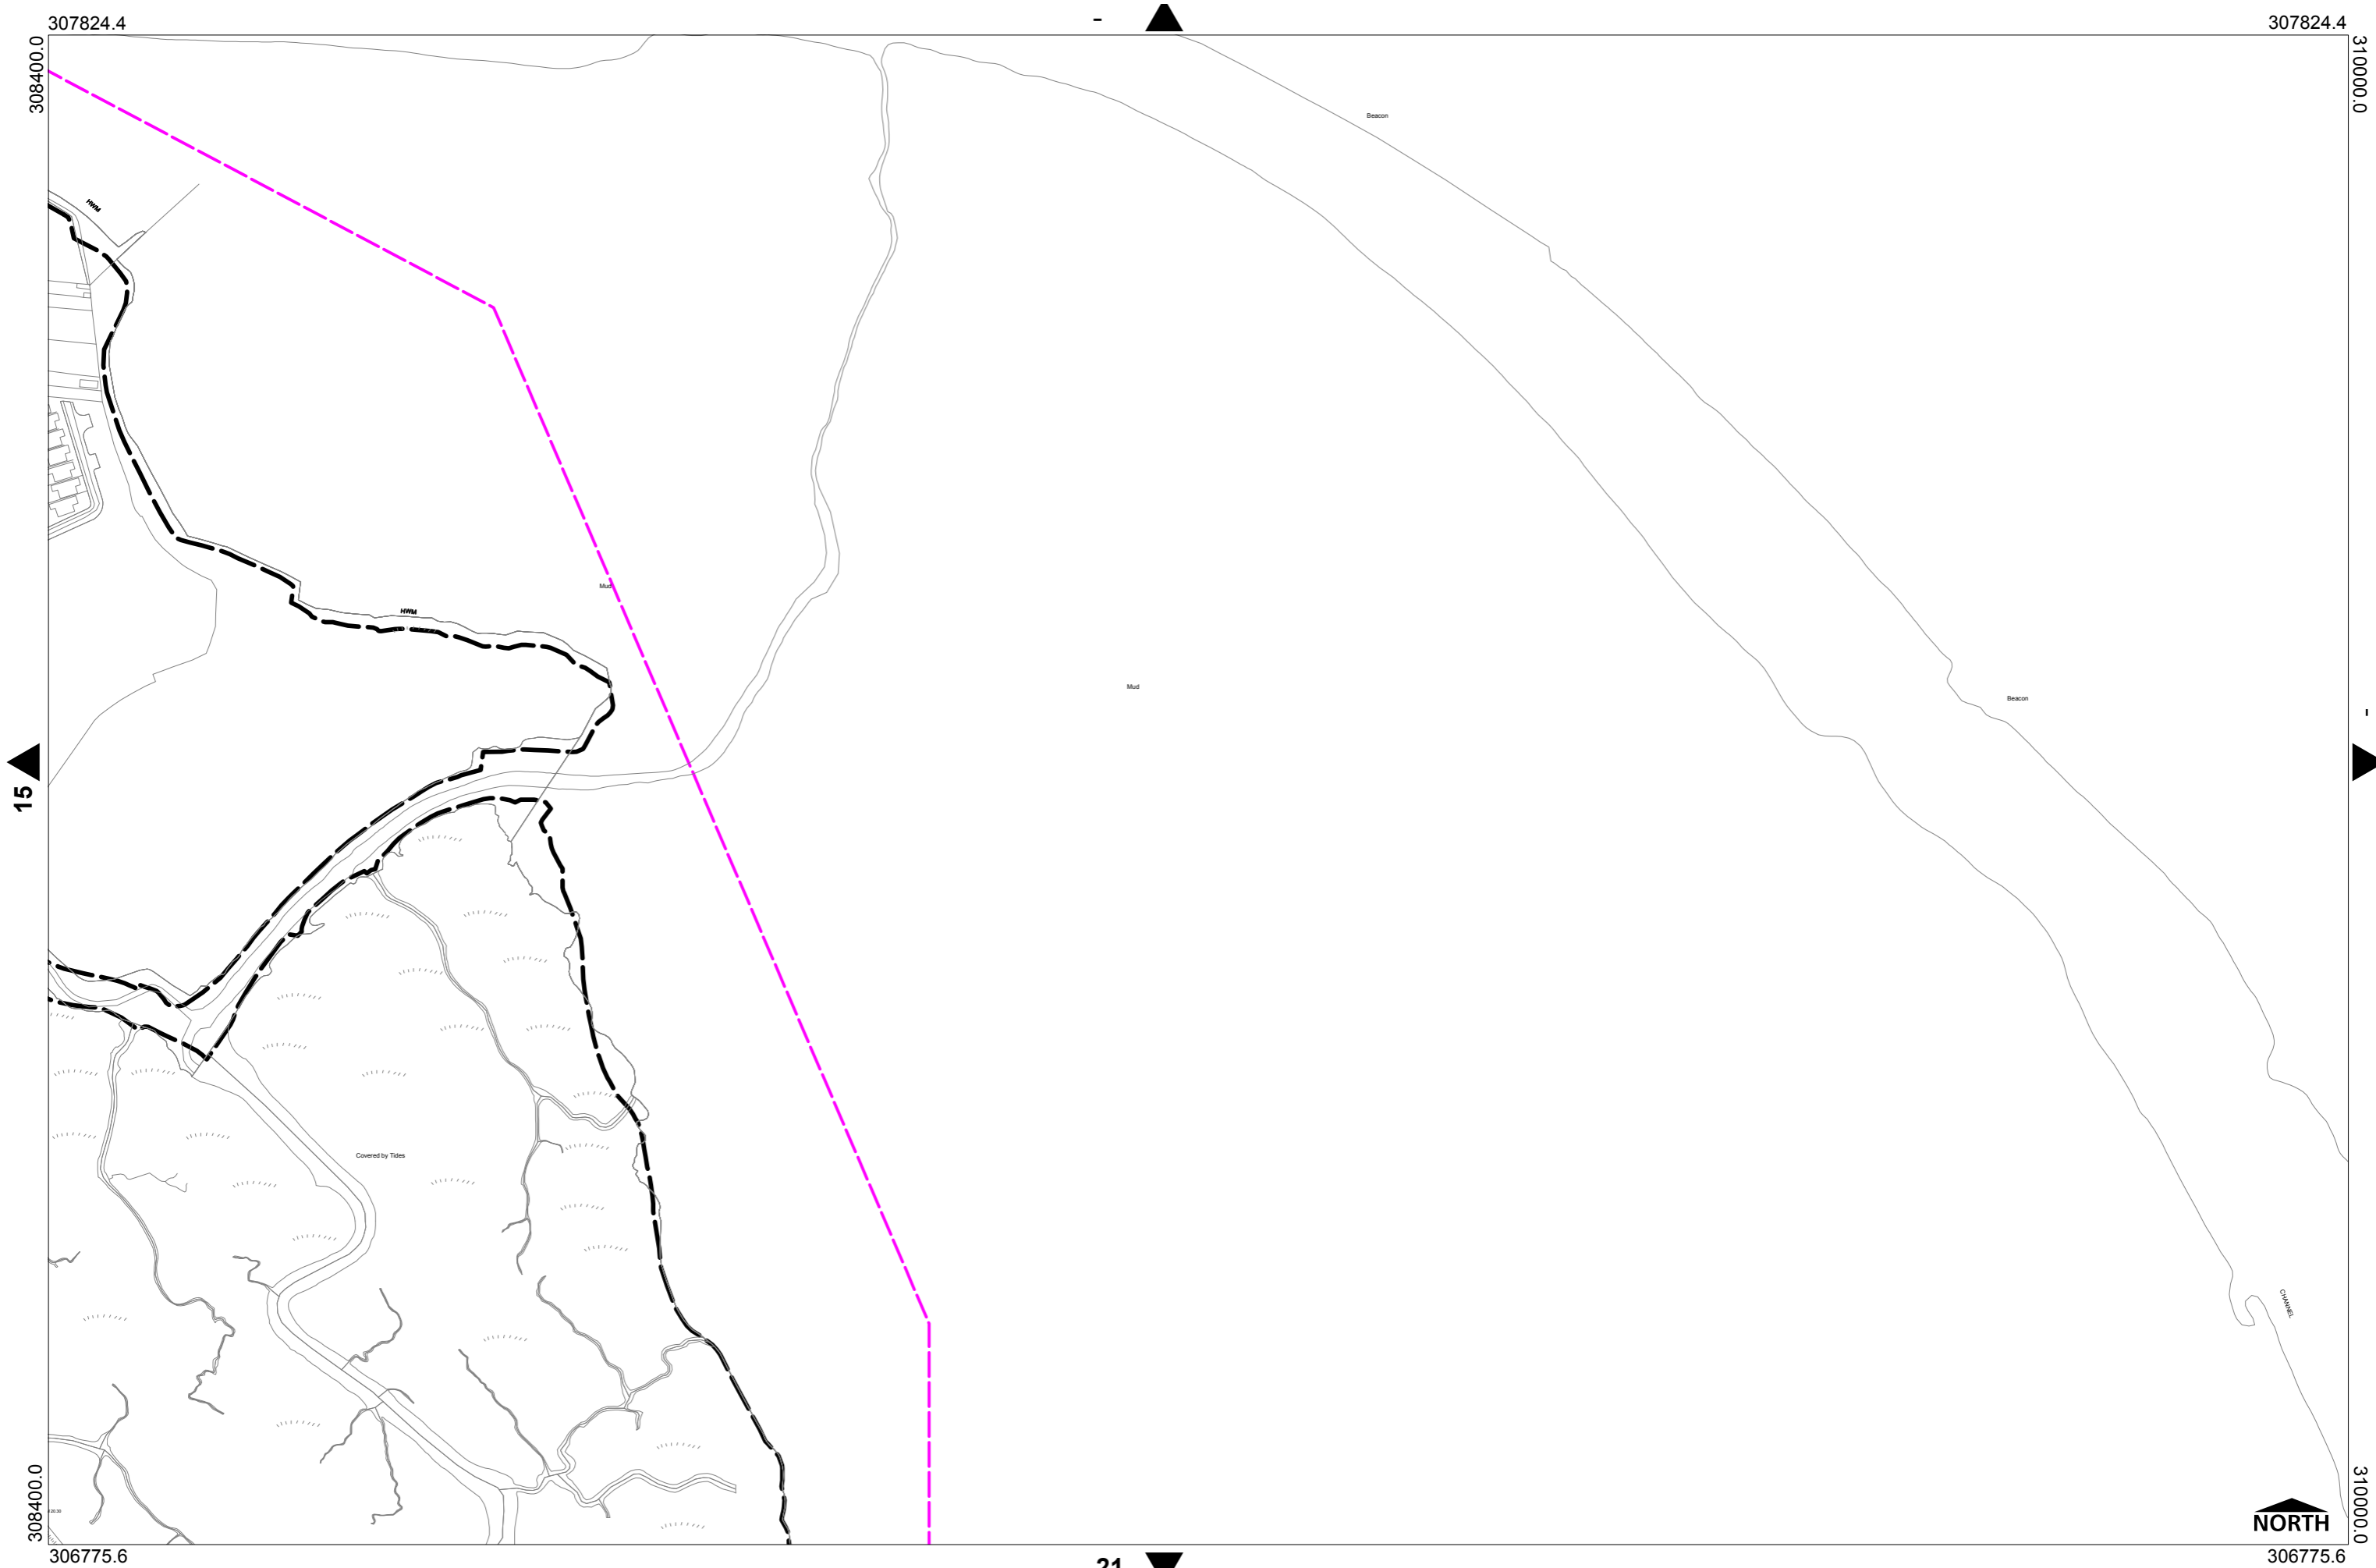 307824.4
-
307824.4
308400.0
310000.0
Beacon
HWM
Mud
HWM
Mud
Beacon
-
15
Covered by Tides
CHANNEL
308400.0
310000.0
NORTH
306775.6
21
306775.6